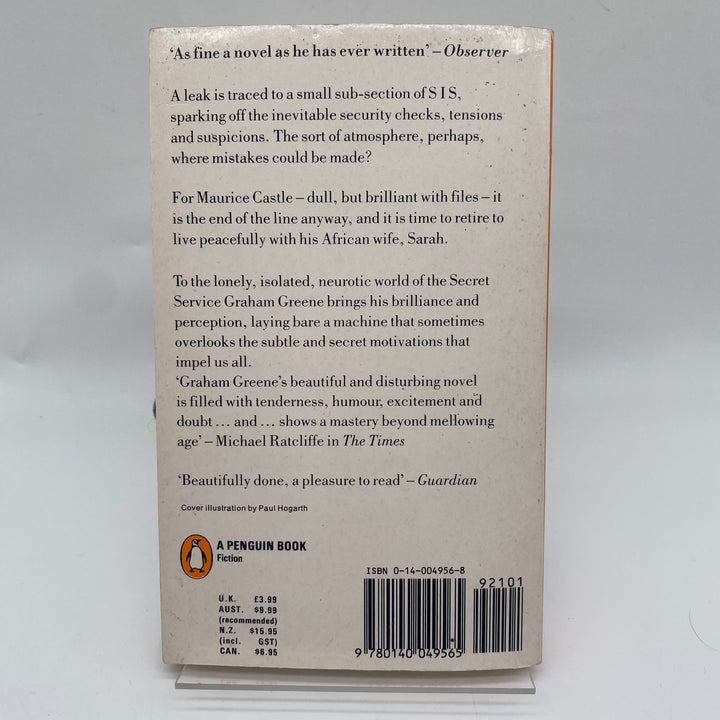 ‘As fine a novel as he has ever written’ – Observer
A leak is traced to a small sub-section of S I S,
sparking off the inevitable security checks, tensions
and suspicions. The sort of atmosphere, perhaps,
where mistakes could be made?
For Maurice Castle – dull, but brilliant with files – it
is the end of the line anyway, and it is time to retire to
live peacefully with his African wife, Sarah.
To the lonely, isolated, neurotic world of the Secret
Service Graham Greene brings his brilliance and
perception, laying bare a machine that sometimes
overlooks the subtle and secret motivations that
impel us all.
‘Graham Greene’s beautiful and disturbing novel
is filled with tenderness, humour, excitement and
doubt ... and ... shows a mastery beyond mellowing
age’ – Michael Ratcliffe in The Times
‘Beautifully done, a pleasure to read’ – Guardian
Cover illustration by Paul Hogarth
A PENGUIN BOOK
Fiction
U.K. £3.99
AUST. $9.99
(recommended)
N.Z. $15.95
(incl. GST)
CAN. $6.95
ISBN 0-14-004956-8
92101
9 780140 049565